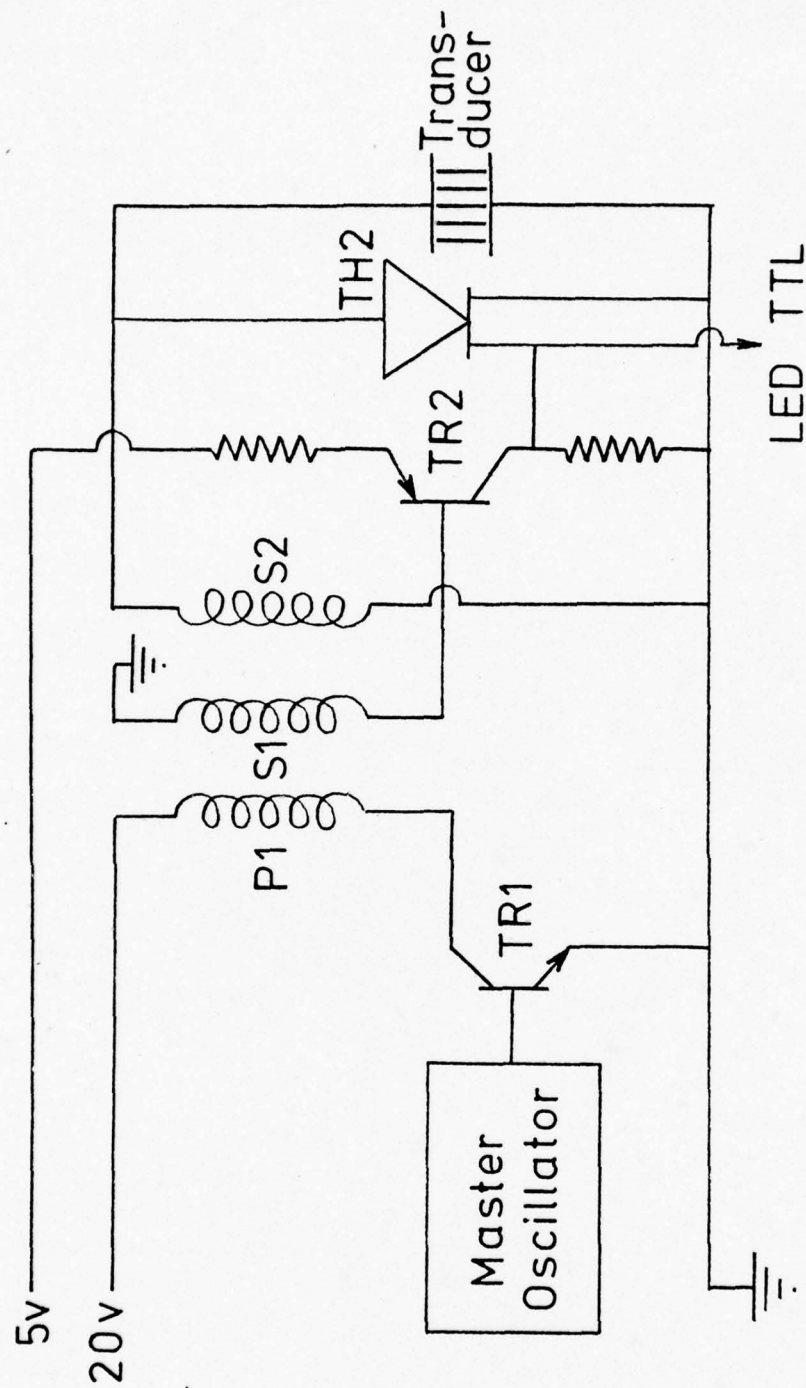 5v
20v
P1
S1
S2
TH2
Trans-
ducer
TR2
TR1
Master
Oscillator
LED TTL